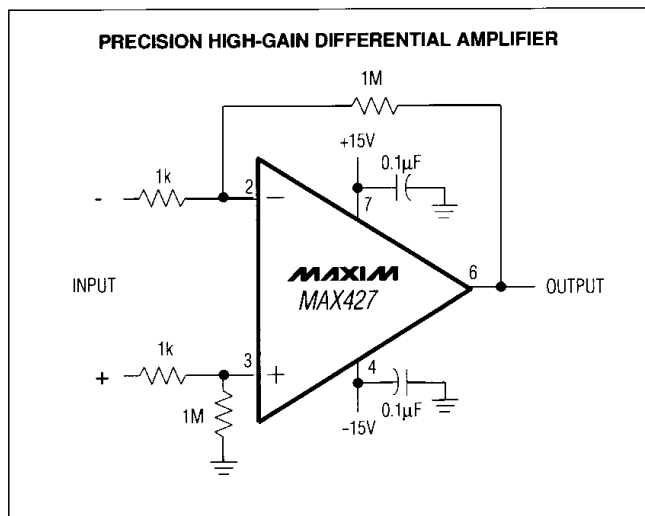 PRECISION HIGH-GAIN DIFFERENTIAL AMPLIFIER
1M
+15V
0.1µF
1k
-
2
−
7
INPUT
MAXIM
MAX427
6
OUTPUT
1k
+
3
+
4
1M
0.1µF
-15V